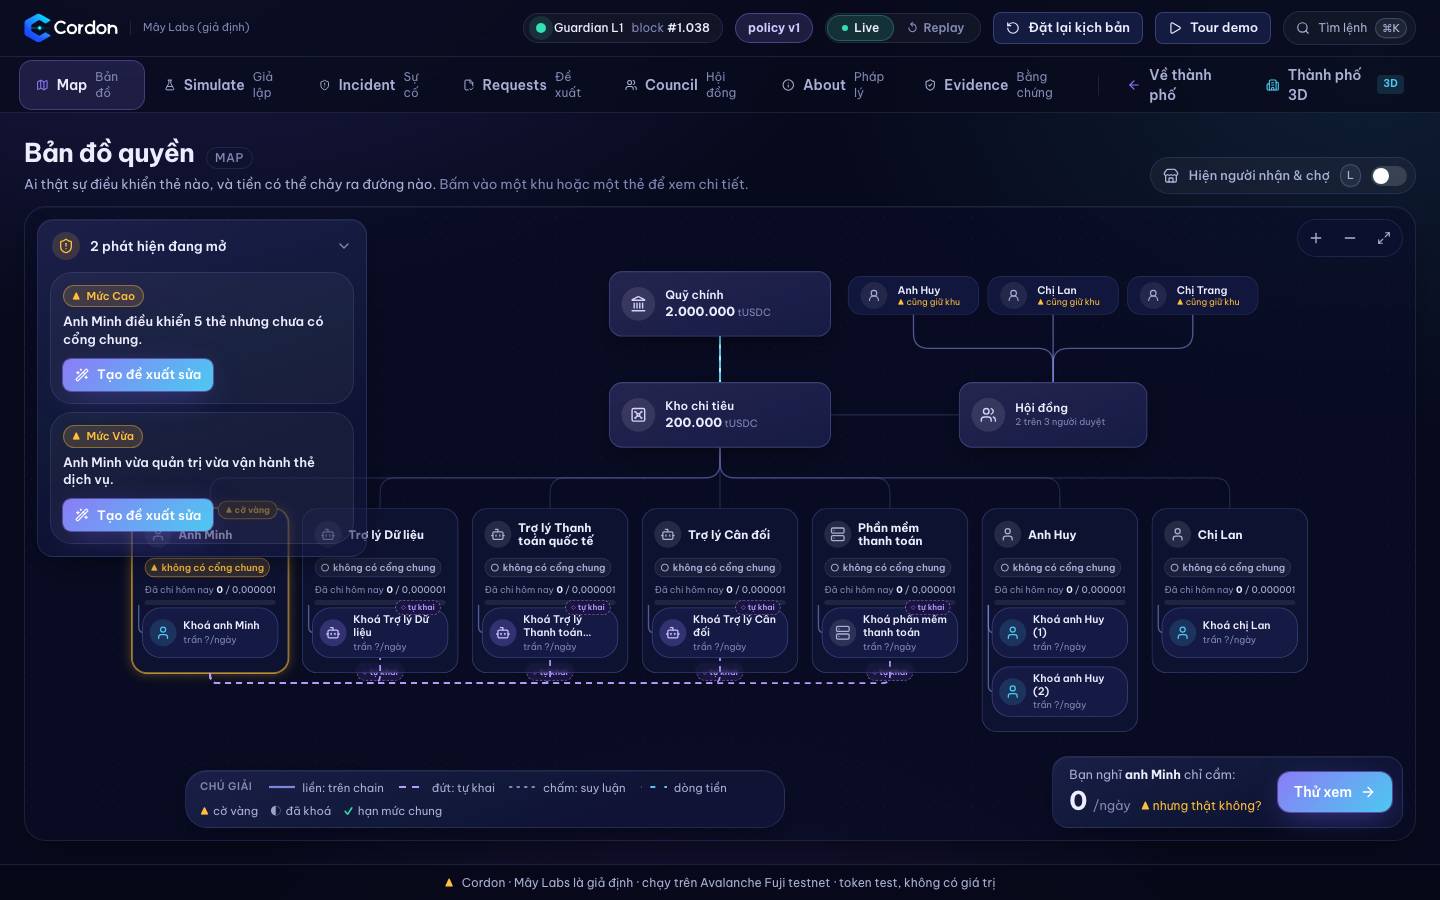 Cordon
Mây Labs (giả định)
Guardian L1 block #1.038
policy v1
Live
Replay
Đặt lại kịch bản
Tour demo
Tìm lệnh
⌘K
Map Bản đồ
Simulate Giả lập
Incident Sự cố
Requests Đề xuất
Council Hội đồng
About Pháp lý
Evidence Bằng chứng
Về thành phố
Thành phố 3D
3D
Bản đồ quyền MAP
Ai thật sự điều khiển thẻ nào, và tiền có thể chảy ra đường nào. Bấm vào một khu hoặc một thẻ để xem chi tiết.
Hiện người nhận & chợ L
2 phát hiện đang mở
Mức Cao
Anh Minh điều khiển 5 thẻ nhưng chưa có
cổng chung.
Tạo đề xuất sửa
Mức Vừa
Anh Minh vừa quản trị vừa vận hành thẻ
dịch vụ.
Tạo đề xuất sửa
Quỹ chính
2.000.000 tUSDC
Anh Huy
cũng giữ khu
Chị Lan
cũng giữ khu
Chị Trang
cũng giữ khu
Kho chi tiêu
200.000 tUSDC
Hội đồng
2 trên 3 người duyệt
cờ vàng
Anh Minh
không có cổng chung
Đã chi hôm nay 0 / 0,000001
Khoá anh Minh
trần ?/ngày
Trợ lý Dữ liệu
không có cổng chung
Đã chi hôm nay 0 / 0,000001
tự khai
Khoá Trợ lý Dữ
liệu
trần ?/ngày
tự khai
Trợ lý Thanh
toán quốc tế
không có cổng chung
Đã chi hôm nay 0 / 0,000001
tự khai
Khoá Trợ lý
Thanh toán...
trần ?/ngày
tự khai
Trợ lý Cân đối
không có cổng chung
Đã chi hôm nay 0 / 0,000001
tự khai
Khoá Trợ lý Cân
đối
trần ?/ngày
tự khai
Phần mềm
thanh toán
không có cổng chung
Đã chi hôm nay 0 / 0,000001
tự khai
Khoá phần mềm
thanh toán
trần ?/ngày
tự khai
Anh Huy
không có cổng chung
Đã chi hôm nay 0 / 0,000001
Khoá anh Huy
(1)
trần ?/ngày
Khoá anh Huy
(2)
trần ?/ngày
Chị Lan
không có cổng chung
Đã chi hôm nay 0 / 0,000001
Khoá chị Lan
trần ?/ngày
CHÚ GIẢI liền: trên chain đứt: tự khai chấm: suy luận dòng tiền
cờ vàng đã khoá hạn mức chung
Bạn nghĩ anh Minh chỉ cầm:
0 /ngày nhưng thật không?
Thử xem
Cordon · Mây Labs là giả định · chạy trên Avalanche Fuji testnet · token test, không có giá trị